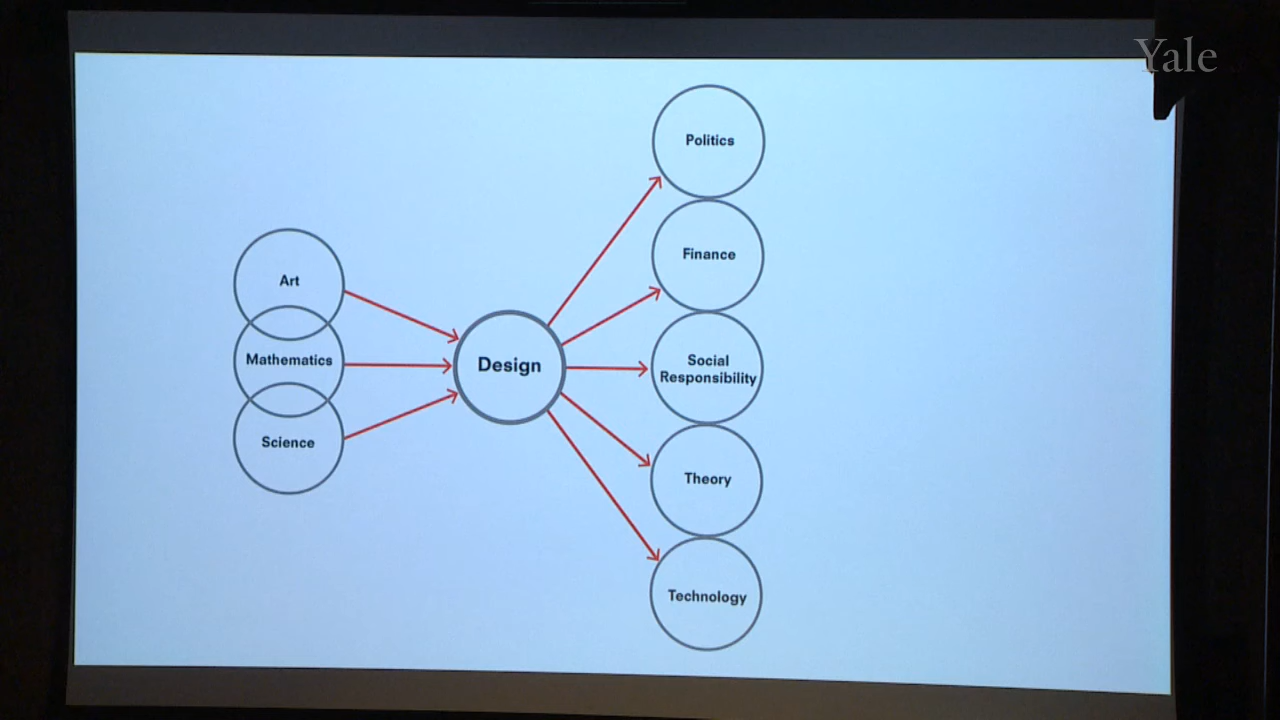 Yale
Politics
Finance
Art
Mathematics
Science
Design
Social
Responsibility
Theory
Technology